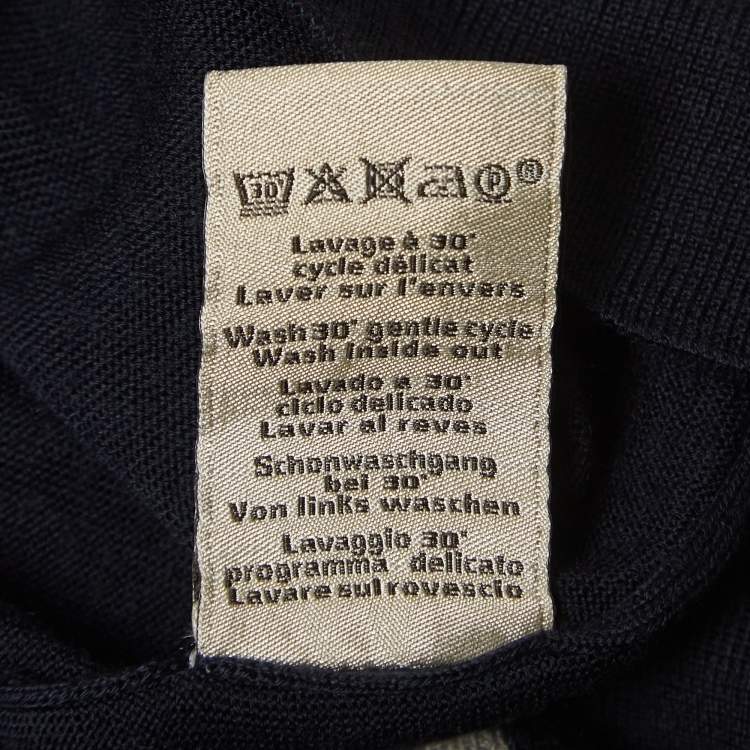 30°
P ®
Lavage à 30°
cycle délicat
Laver sur l'envers
Wash 30° gentle cycle
Wash inside out
Lavado a 30°
ciclo delicado
Lavar al reves
Schonwaschgang
bei 30°
Von links waschen
Lavaggio 30°
programma delicato
Lavare sul rovescio